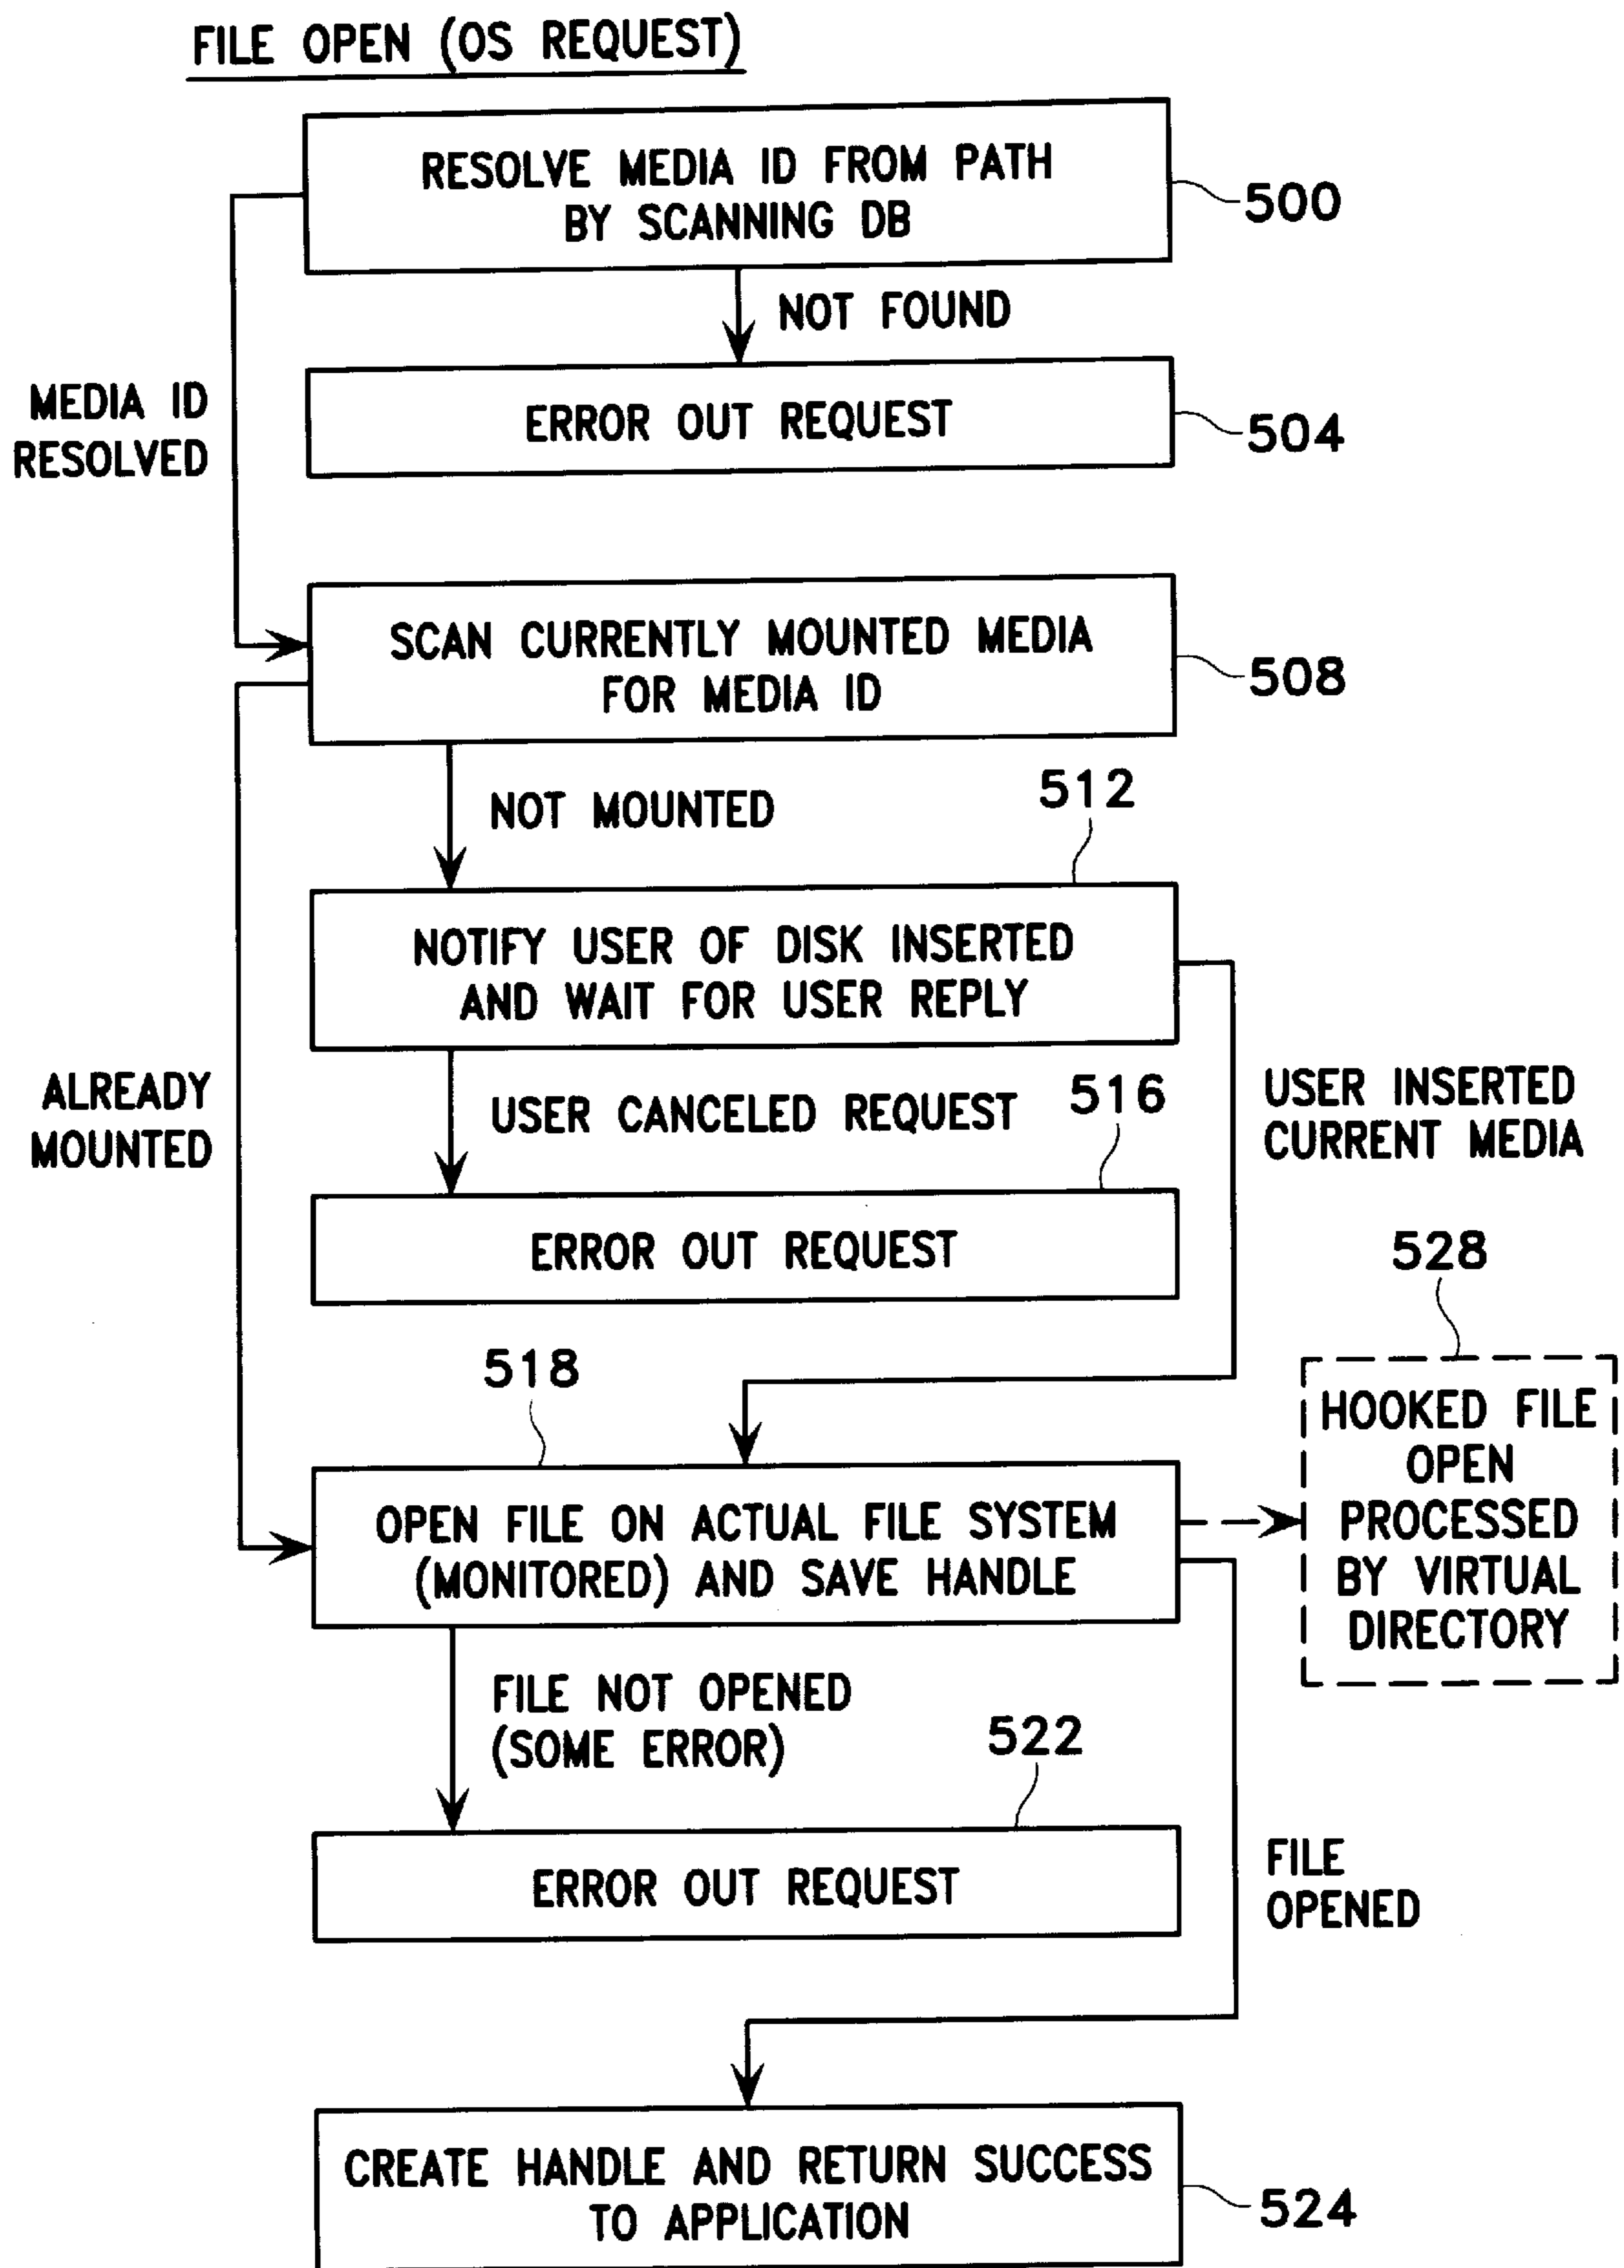 FILE OPEN (OS REQUEST)
RESOLVE MEDIA ID FROM PATH
BY SCANNING DB
500
NOT FOUND
MEDIA ID
RESOLVED
ERROR OUT REQUEST
504
SCAN CURRENTLY MOUNTED MEDIA
FOR MEDIA ID
508
NOT MOUNTED
512
NOTIFY USER OF DISK INSERTED
AND WAIT FOR USER REPLY
ALREADY
MOUNTED
USER CANCELED REQUEST
516
USER INSERTED
CURRENT MEDIA
ERROR OUT REQUEST
528
HOOKED FILE
OPEN
PROCESSED
BY VIRTUAL
DIRECTORY
518
OPEN FILE ON ACTUAL FILE SYSTEM
(MONITORED) AND SAVE HANDLE
FILE NOT OPENED
(SOME ERROR)
522
ERROR OUT REQUEST
FILE
OPENED
CREATE HANDLE AND RETURN SUCCESS
TO APPLICATION
524